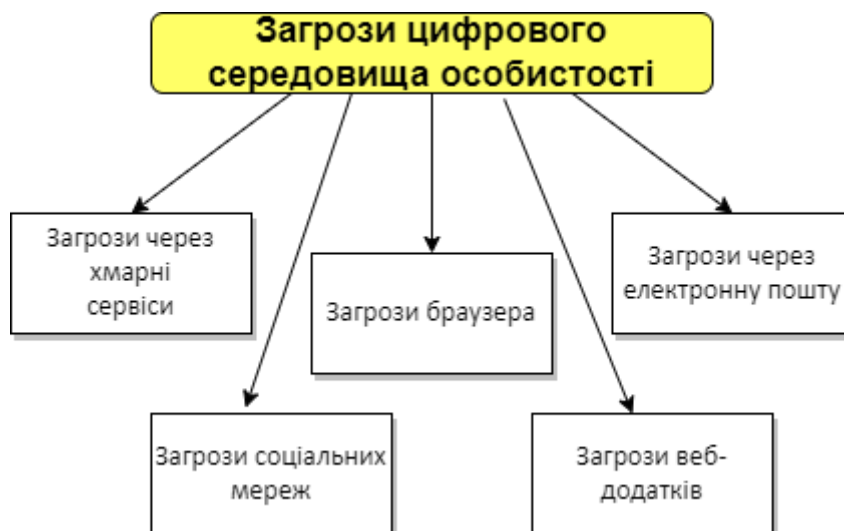 Загрози цифрового
середовища особистості
Загрози через
хмарні
сервіси
Загрози браузера
Загрози через
електронну пошту
Загрози соціальних
мереж
Загрози веб-
додатків